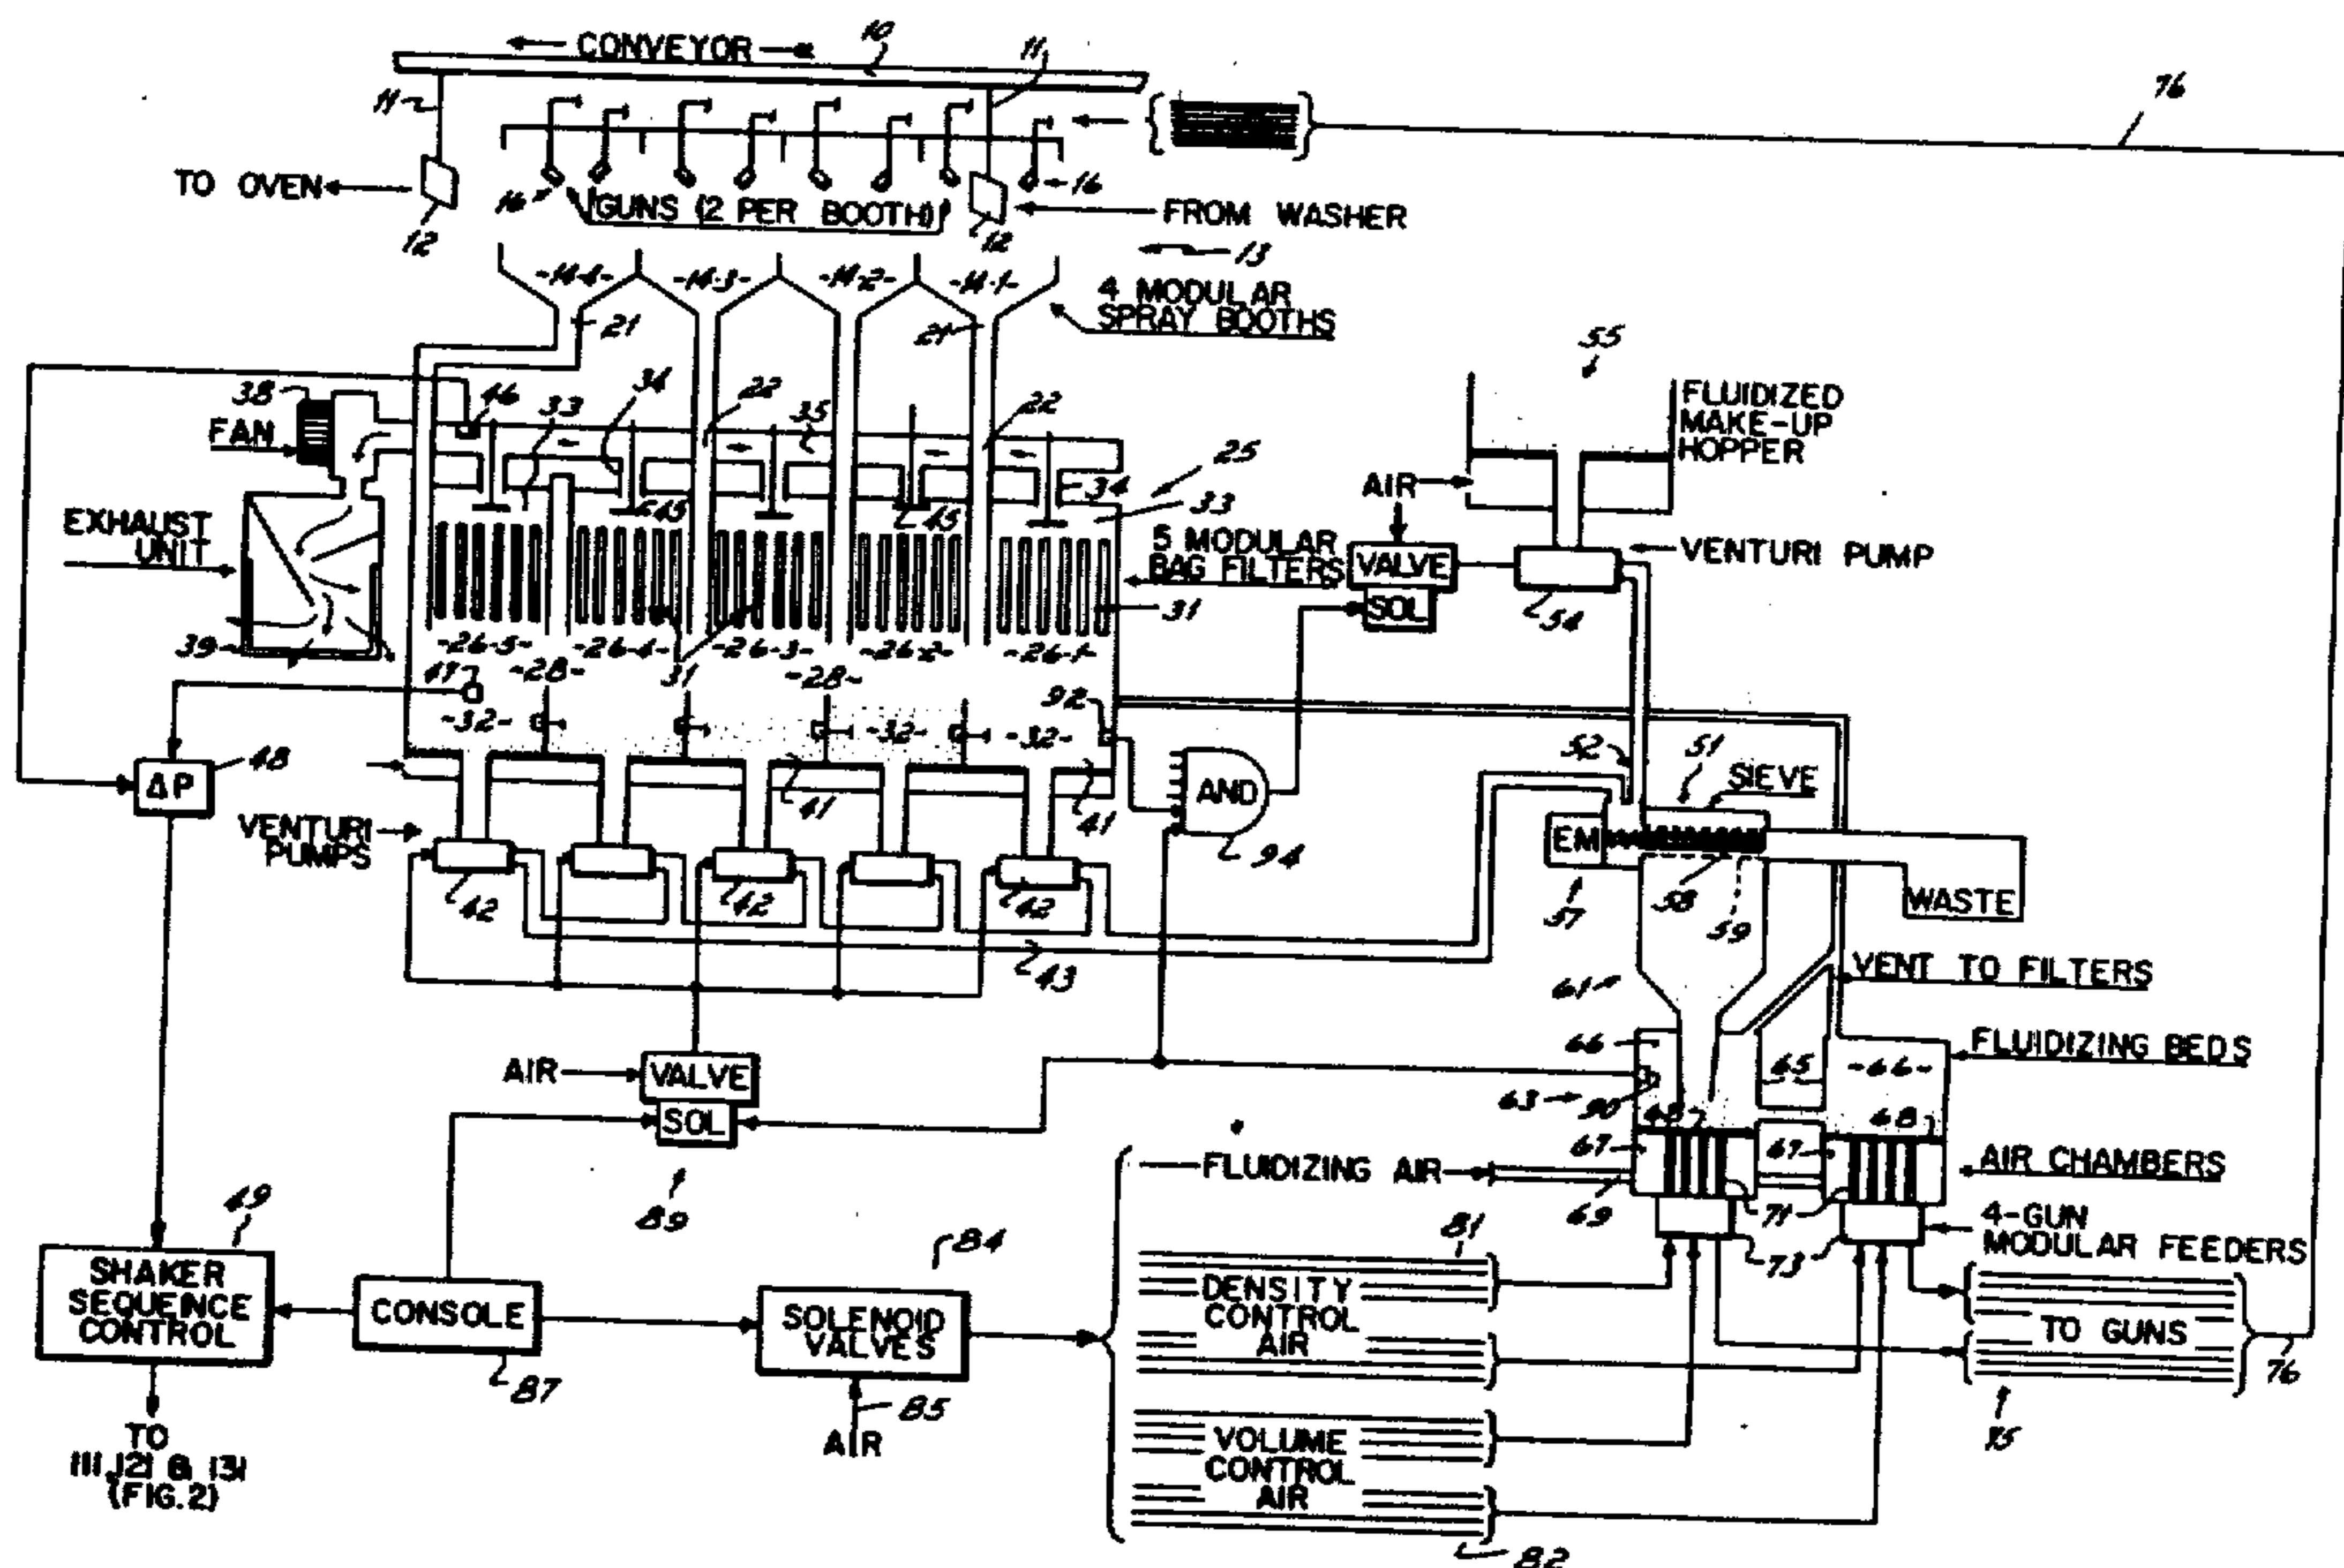 CONVEYOR
10
11
11
76
TO OVEN
16
GUNS (2 PER BOOTH)
16
FROM WASHER
12
12
13
-14-4-
-14-3-
-14-2-
-14-1-
4 MODULAR
SPRAY BOOTHS
21
21
55
38
46
33
34
22
35
22
FLUIDIZED
MAKE-UP
HOPPER
FAN
25
AIR
34
33
EXHAUST
UNIT
45
45
5 MODULAR
BAG FILTERS
VALVE
SOL
VENTURI PUMP
54
31
39
-26-5-
-26-4-
-26-3-
-26-2-
-26-1-
47
-28-
31
-28-
92
-32-
-32-
-32-
52
51
ΔP
48
AND
SIEVE
41
41
VENTURI
PUMPS
EM
94
42
42
42
57
58
59
WASTE
43
61
VENT TO FILTERS
66
FLUIDIZING BEDS
AIR
VALVE
SOL
65
-66-
63
90
68
68
67
67
AIR CHAMBERS
FLUIDIZING AIR
89
69
71
49
84
81
4-GUN
MODULAR FEEDERS
73
SHAKER
SEQUEINCE
CONTROL
CONSOLE
SOLENOID
VALVES
DENSITY
CONTROL
AIR
TO GUNS
76
87
85
AIR
75
TO
111,121 & 131
(FIG.2)
VOLUME
CONTROL
AIR
82